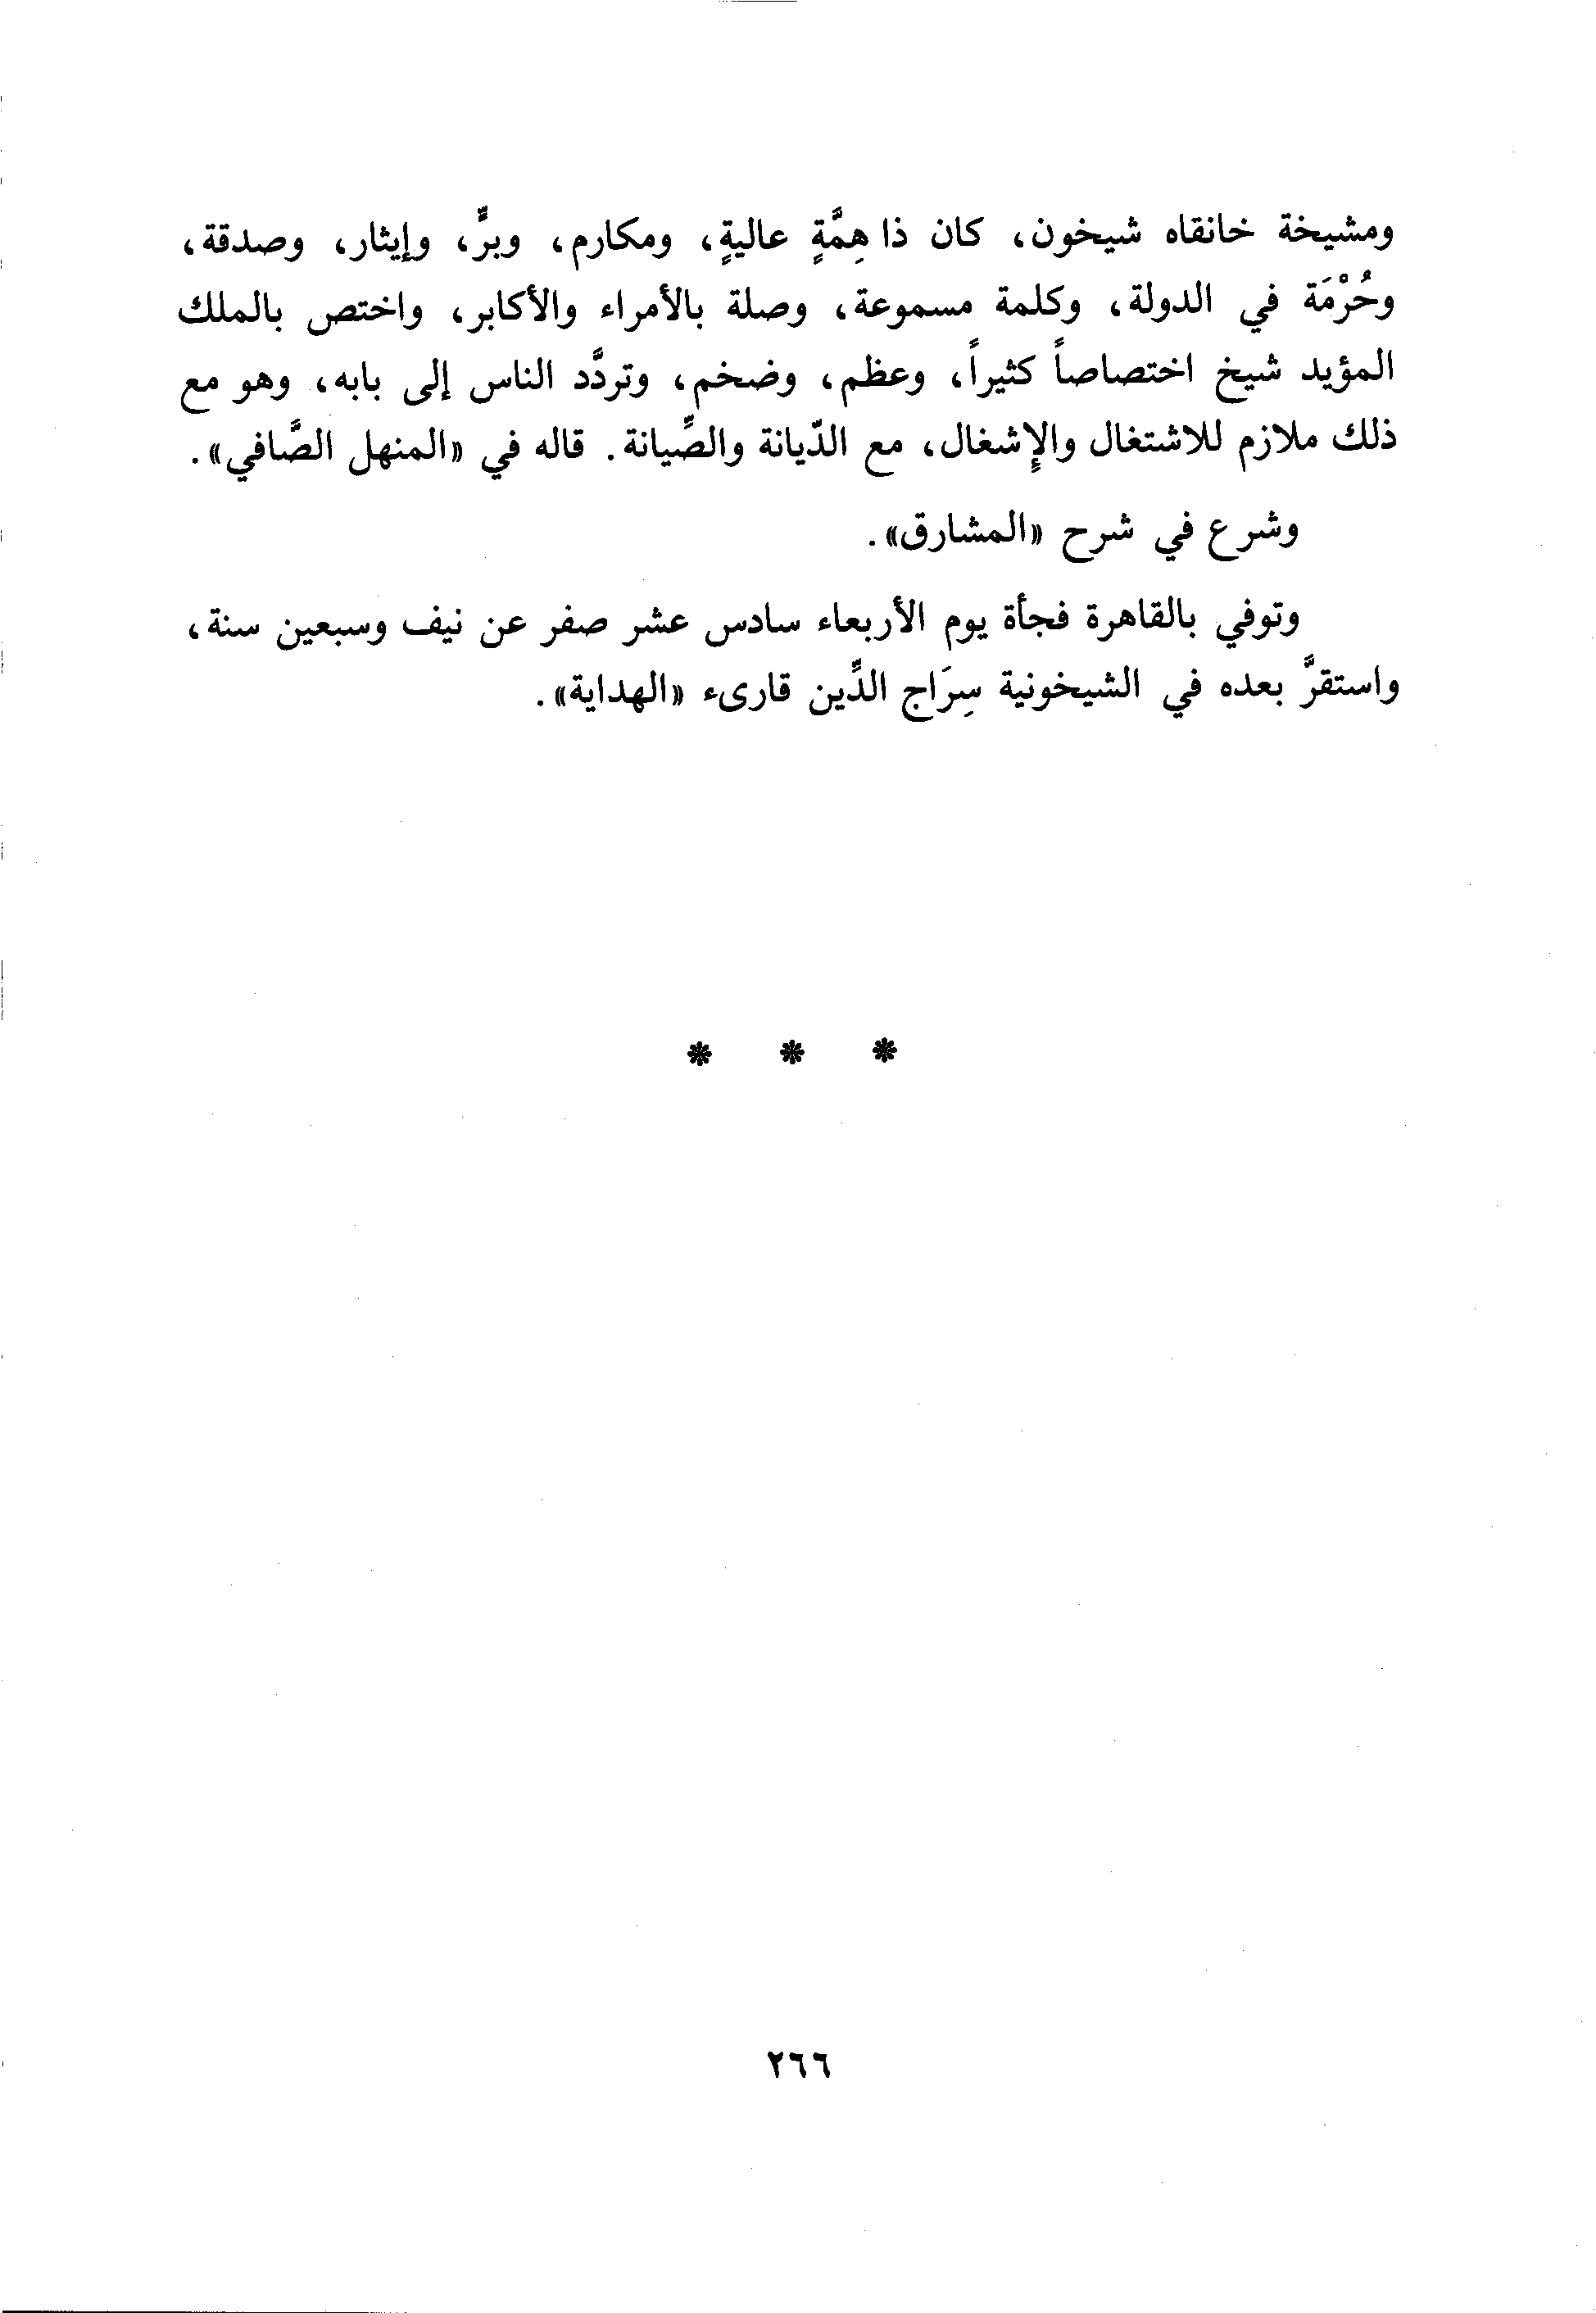 ومشيخة خانقاه شيخون، كان ذا هِمَّةٍ عاليةٍ، ومكارم، وبرٍّ، وإيثار، وصدقة،
وحُرْمَة في الدولة، وكلمة مسموعة، وصلة بالأمراء والأكابر، واختص بالملك
المؤيد شيخ اختصاصاً كثيراً، وعظم، وضخم، وتردَّد الناس إلى بابه، وهو مع
ذلك ملازم للاشتغال والإِشغال، مع الدّيانة والصِّيانة. قاله في «المنهل الصَّافي».
وشرع في شرح «المشارق».
وتوفي بالقاهرة فجأة يوم الأربعاء سادس عشر صفر عن نيف وسبعين سنة،
واستقرَّ بعده في الشيخونية سِرَاج الدِّين قارىء «الهداية».
* * *
٢٦٦